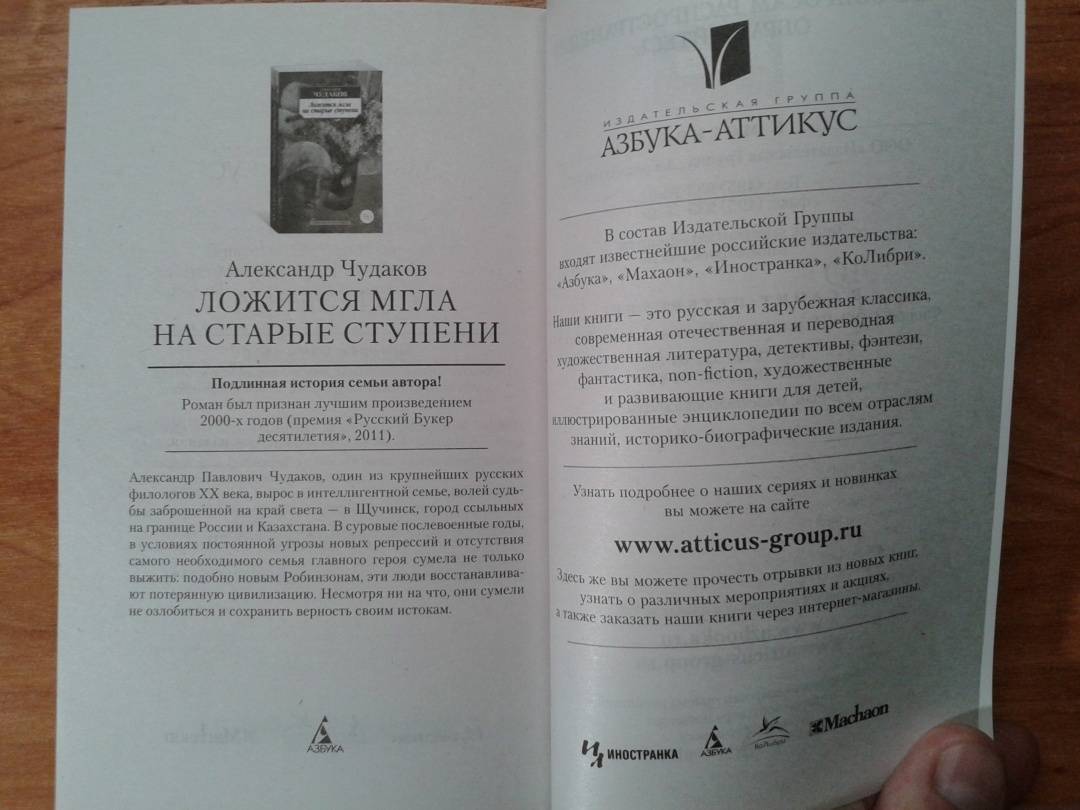 ЧУДАКОВ
Ложится мгла
на старые ступени
Александр Чудаков
ЛОЖИТСЯ МГЛА
НА СТАРЫЕ СТУПЕНИ
Подлинная история семьи автора!
Роман был признан лучшим произведением
2000-х годов (премия «Русский Букер
десятилетия», 2011).
Александр Павлович Чудаков, один из крупнейших русских
филологов XX века, вырос в интеллигентной семье, волей судь-
бы заброшенной на край света — в Щучинск, город ссыльных
на границе России и Казахстана. В суровые послевоенные годы,
в условиях постоянной угрозы новых репрессий и отсутствия
самого необходимого семья главного героя сумела не только
выжить: подобно новым Робинзонам, эти люди восстанавлива-
ют потерянную цивилизацию. Несмотря ни на что, они сумели
не озлобиться и сохранить верность своим истокам.
АЗБУКА
ИЗДАТЕЛЬСКАЯ ГРУППА
АЗБУКА-АТТИКУС
В состав Издательской Группы
входят известнейшие российские издательства:
«Азбука», «Махаон», «Иностранка», «КоЛибри».
Наши книги — это русская и зарубежная классика,
современная отечественная и переводная
художественная литература, детективы, фэнтези,
фантастика, non-fiction, художественные
и развивающие книги для детей,
иллюстрированные энциклопедии по всем отраслям
знаний, историко-биографические издания.
Узнать подробнее о наших сериях и новинках
вы можете на сайте
www.atticus-group.ru
Здесь же вы можете прочесть отрывки из новых книг,
узнать о различных мероприятиях и акциях,
а также заказать наши книги через интернет-магазины.
ИЛ ИНОСТРАНКА
АЗБУКА
КоЛибри
Machaon